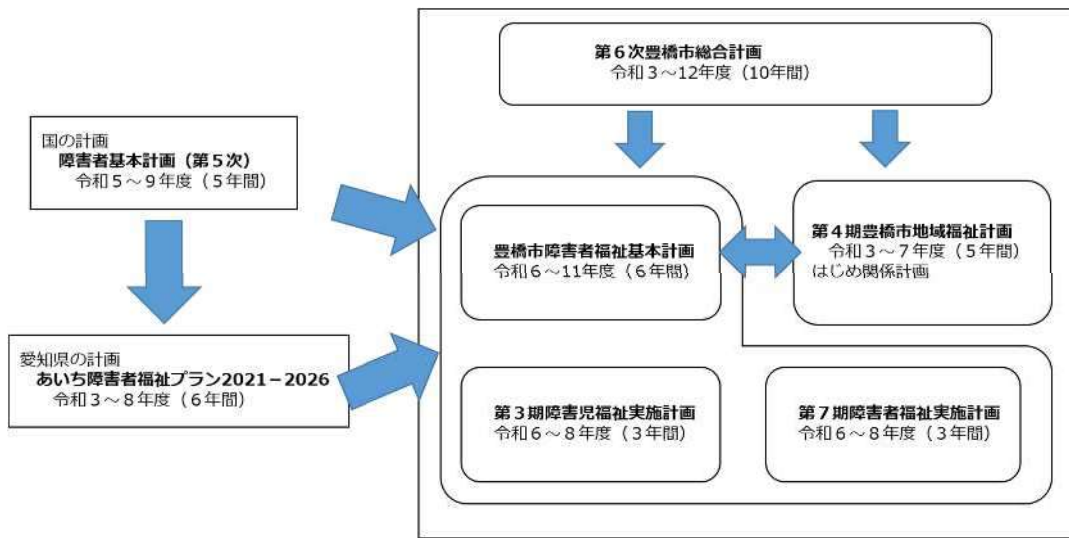 第６次豊橋市総合計画
令和３～12年度（10年間）
国の計画
障害者基本計画（第５次）
令和５～９年度（５年間）
豊橋市障害者福祉基本計画
令和６～11年度（６年間）
第４期豊橋市地域福祉計画
令和３～７年度（５年間）
はじめ関係計画
愛知県の計画
あいち障害者福祉プラン2021－2026
令和３～８年度（６年間）
第３期障害児福祉実施計画
令和６～８年度（３年間）
第７期障害者福祉実施計画
令和６～８年度（３年間）